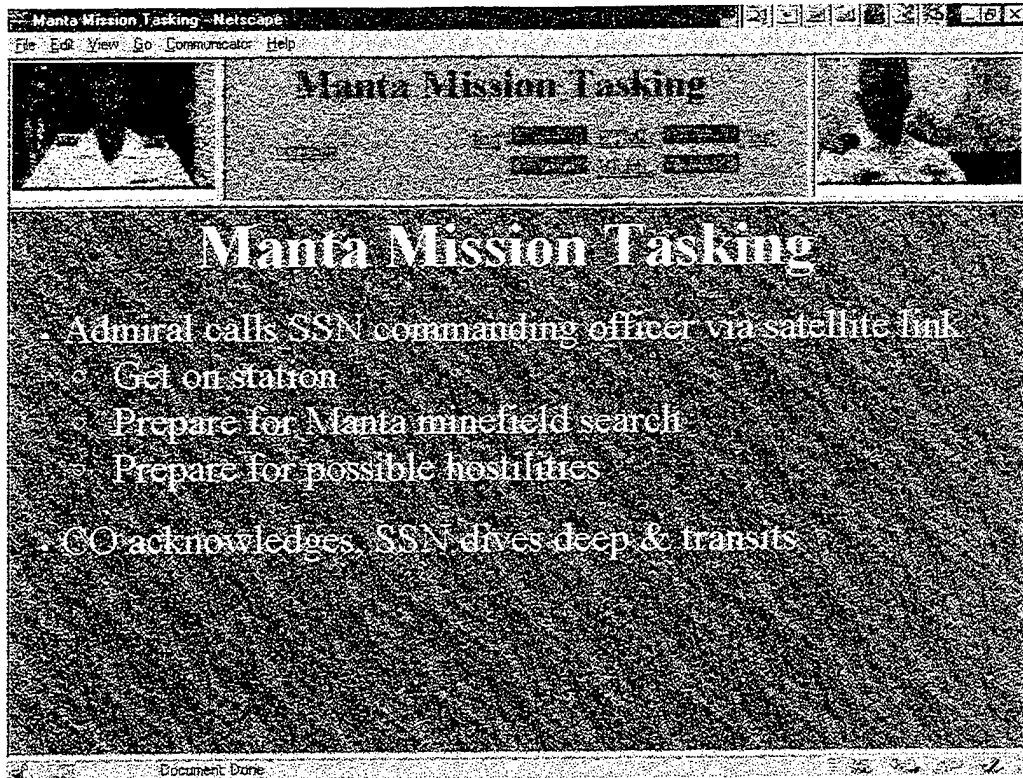 Manta Mission Tasking - Netscape
File Edit View Go Communicator Help
Manta Mission Tasking
Manta Mission Tasking
Admiral calls SSN commanding officer via satellite link
Get on station
Prepare for Manta minefield search
Prepare for possible hostilities
CO acknowledges, SSN dives deep & transits
Document: Done